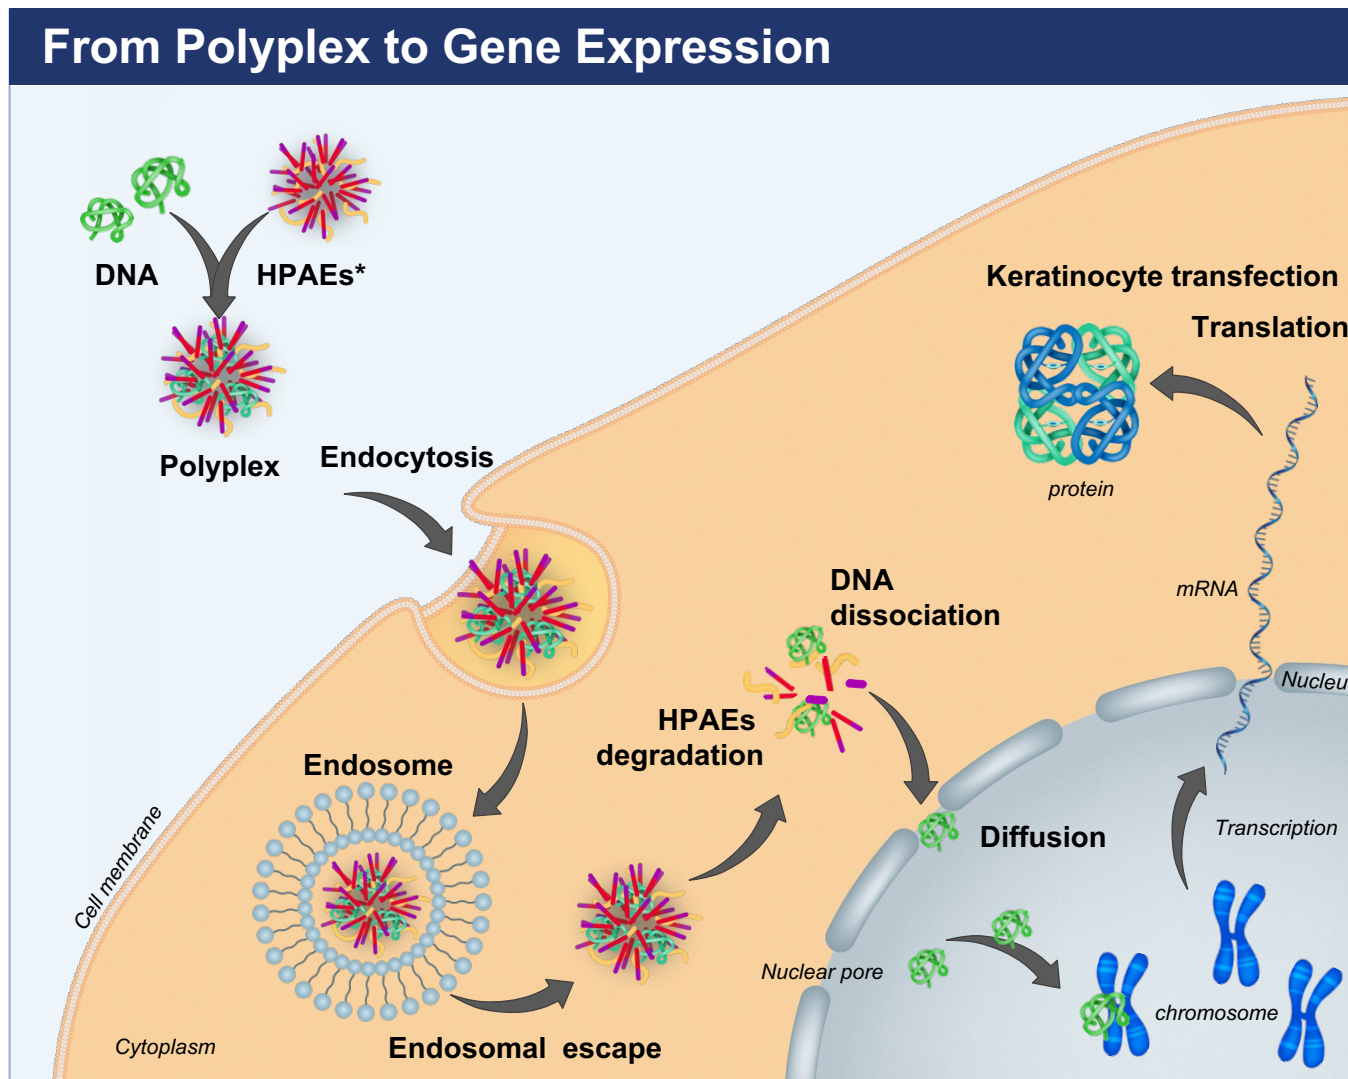 From Polyplex to Gene Expression
DNA
HPAEs*
Polyplex
Endocytosis
Keratinocyte transfection
Translation
protein
mRNA
DNA
dissociation
HPAEs
degradation
Nucleu
Endosome
Cell membrane
Diffusion
Transcription
Nuclear pore
chromosome
Cytoplasm
Endosomal escape